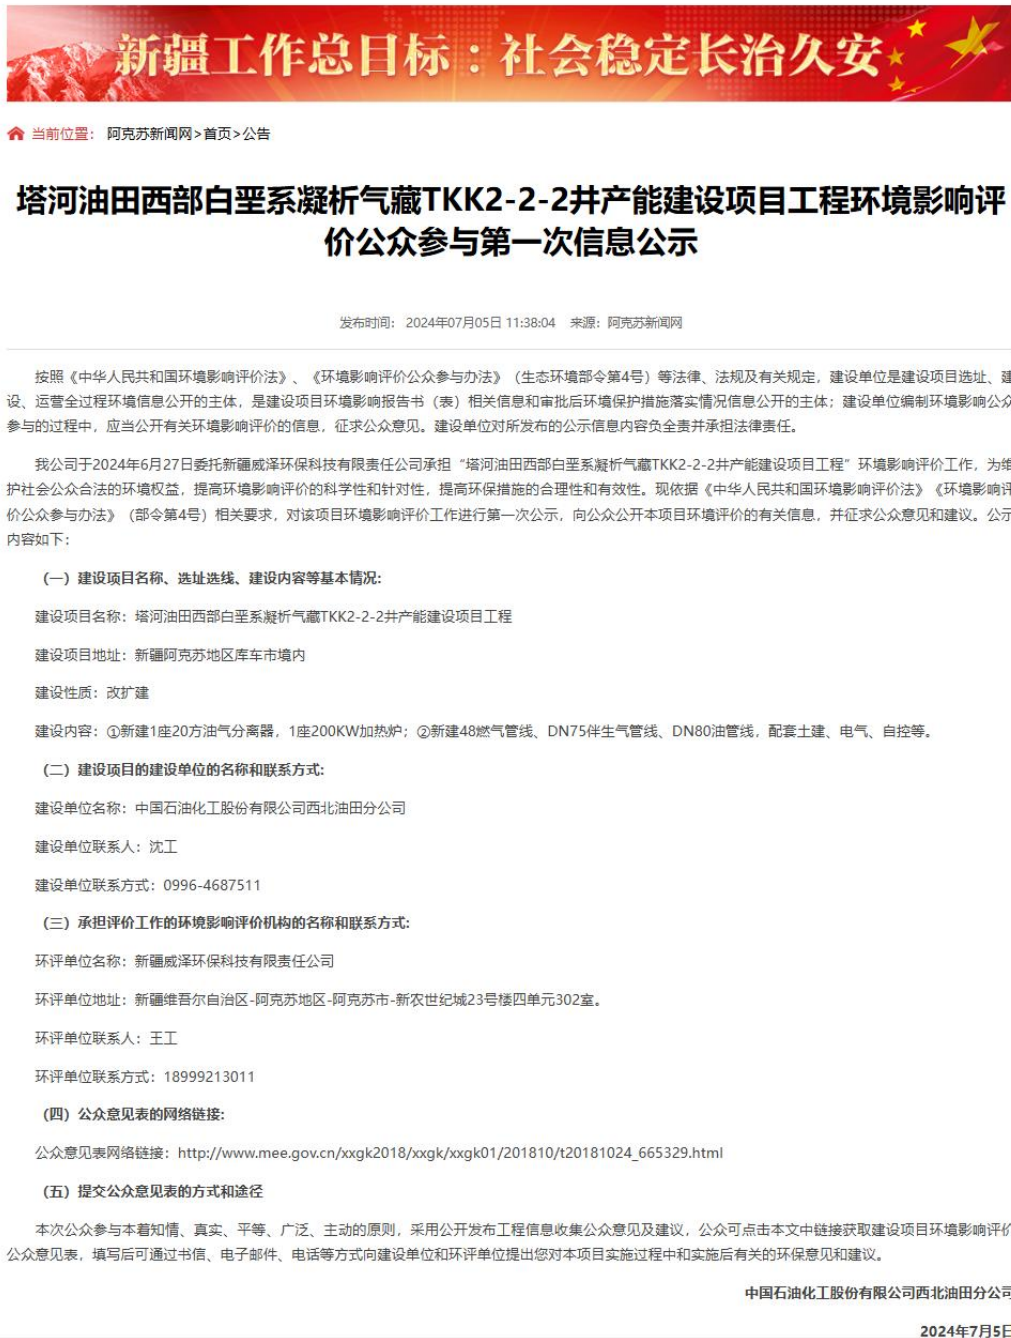 新疆工作总目标：社会稳定长治久安
当前位置： 阿克苏新闻网>首页>公告
塔河油田西部白垩系凝析气藏TKK2-2-2井产能建设项目工程环境影响评
价公众参与第一次信息公示
发布时间： 2024年07月05日 11:38:04 来源：阿克苏新闻网
按照《中华人民共和国环境影响评价法》、《环境影响评价公众参与办法》（生态环境部令第4号）等法律、法规及有关规定，建设单位是建设项目选址、建
设、运营全过程环境信息公开的主体，是建设项目环境影响报告书（表）相关信息和审批后环境保护措施落实情况信息公开的主体；建设单位编制环境影响公众
参与的过程中，应当公开有关环境影响评价的信息，征求公众意见。建设单位对所发布的公示信息内容负全责并承担法律责任。
我公司于2024年6月27日委托新疆威泽环保科技有限责任公司承担“塔河油田西部白垩系凝析气藏TKK2-2-2井产能建设项目工程”环境影响评价工作，为维
护社会公众合法的环境权益，提高环境影响评价的科学性和针对性，提高环保措施的合理性和有效性。现依据《中华人民共和国环境影响评价法》《环境影响评
价公众参与办法》（部令第4号）相关要求，对该项目环境影响评价工作进行第一次公示，向公众公开本项目环境评价的有关信息，并征求公众意见和建议。公示
内容如下：
（一）建设项目名称、选址选线、建设内容等基本情况:
建设项目名称：塔河油田西部白垩系凝析气藏TKK2-2-2井产能建设项目工程
建设项目地址：新疆阿克苏地区库车市境内
建设性质：改扩建
建设内容：①新建1座20方油气分离器，1座200KW加热炉；②新建48燃气管线、DN75伴生气管线、DN80油管线，配套土建、电气、自控等。
（二）建设项目的建设单位的名称和联系方式:
建设单位名称：中国石油化工股份有限公司西北油田分公司
建设单位联系人：沈工
建设单位联系方式：0996-4687511
（三）承担评价工作的环境影响评价机构的名称和联系方式:
环评单位名称：新疆威泽环保科技有限责任公司
环评单位地址：新疆维吾尔自治区-阿克苏地区-阿克苏市-新农世纪城23号楼四单元302室。
环评单位联系人：王工
环评单位联系方式：18999213011
（四）公众意见表的网络链接:
公众意见表网络链接：http://www.mee.gov.cn/xxgk2018/xxgk/xxgk01/201810/t20181024_665329.html
（五）提交公众意见表的方式和途径
本次公众参与本着知情、真实、平等、广泛、主动的原则，采用公开发布工程信息收集公众意见及建议，公众可点击本文中链接获取建设项目环境影响评价
公众意见表，填写后可通过书信、电子邮件、电话等方式向建设单位和环评单位提出您对本项目实施过程中和实施后有关的环保意见和建议。
中国石油化工股份有限公司西北油田分公司
2024年7月5日